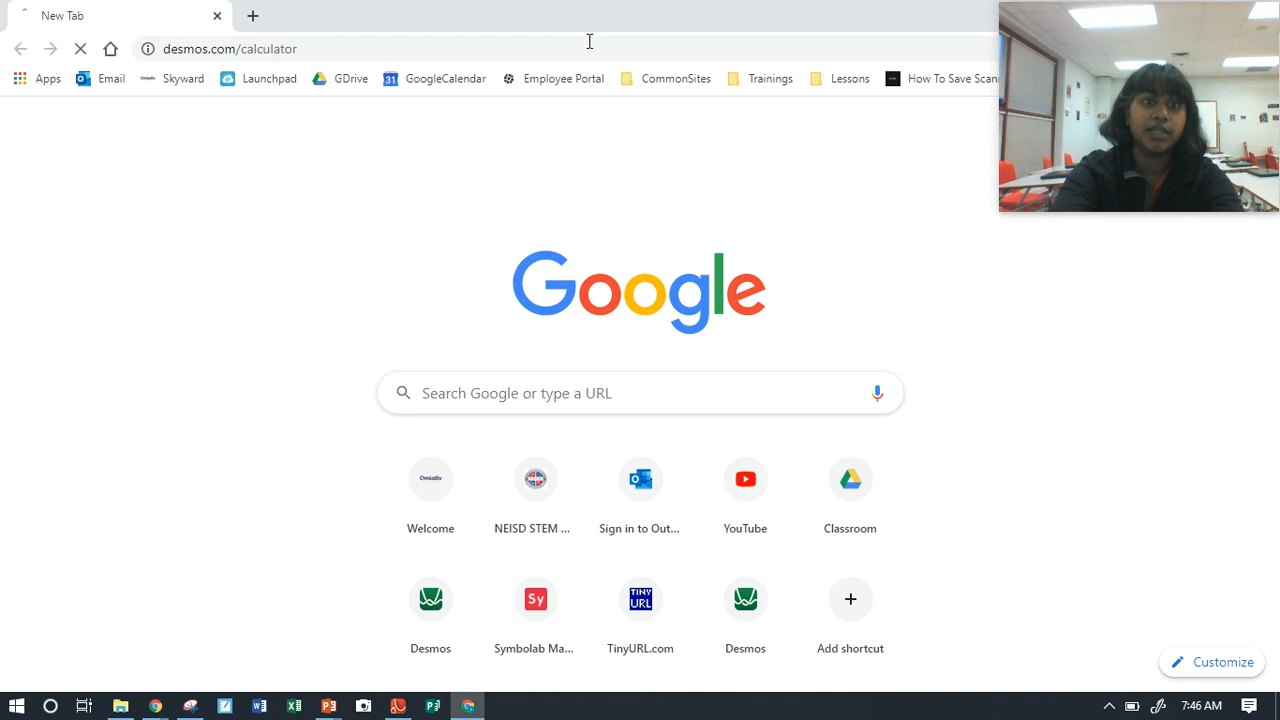 New Tab
desmos.com/calculator
Apps Email Skyward Launchpad GDrive GoogleCalendar Employee Portal CommonSites Trainings Lessons How To Save Scan
Google
Search Google or type a URL
Welcome NEISD STEM ... Sign in to Out... YouTube Classroom
Sy TINY URL
Desmos Symbolab Ma... TinyURL.com Desmos Add shortcut
Customize
7:46 AM